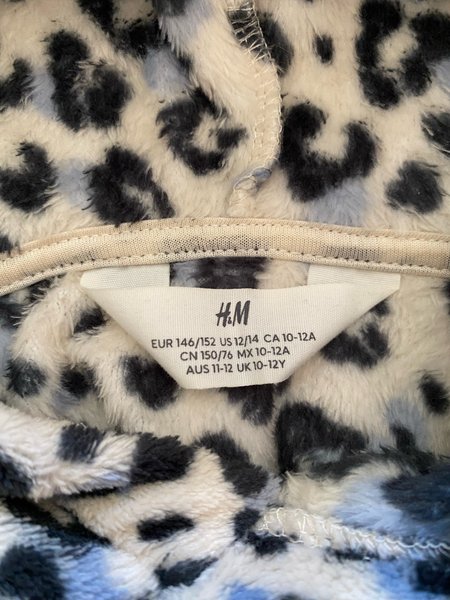 H&M
EUR 146/152 US 12/14 CA 10-12A
CN 150/76 MX 10-12A
AUS 11-12 UK 10-12Y